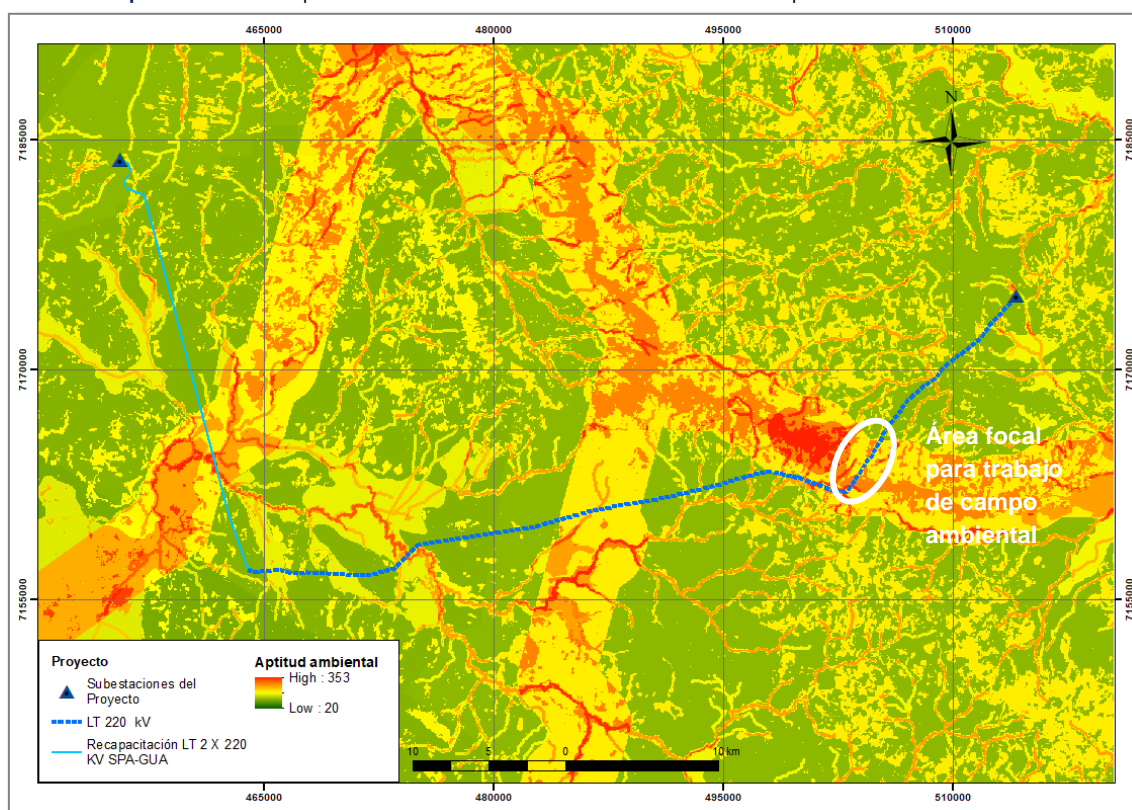 465000 480000 495000 510000
N
7185000 7185000
7170000 7170000
Área focal
para trabajo
de campo
ambiental
7155000 7155000
Proyecto
Subestaciones del
Proyecto
LT 220 kV
Recapacitación LT 2 X 220
KV SPA-GUA
Aptitud ambiental
High : 353
Low : 20
10 5 0 10 km
465000 480000 495000 510000